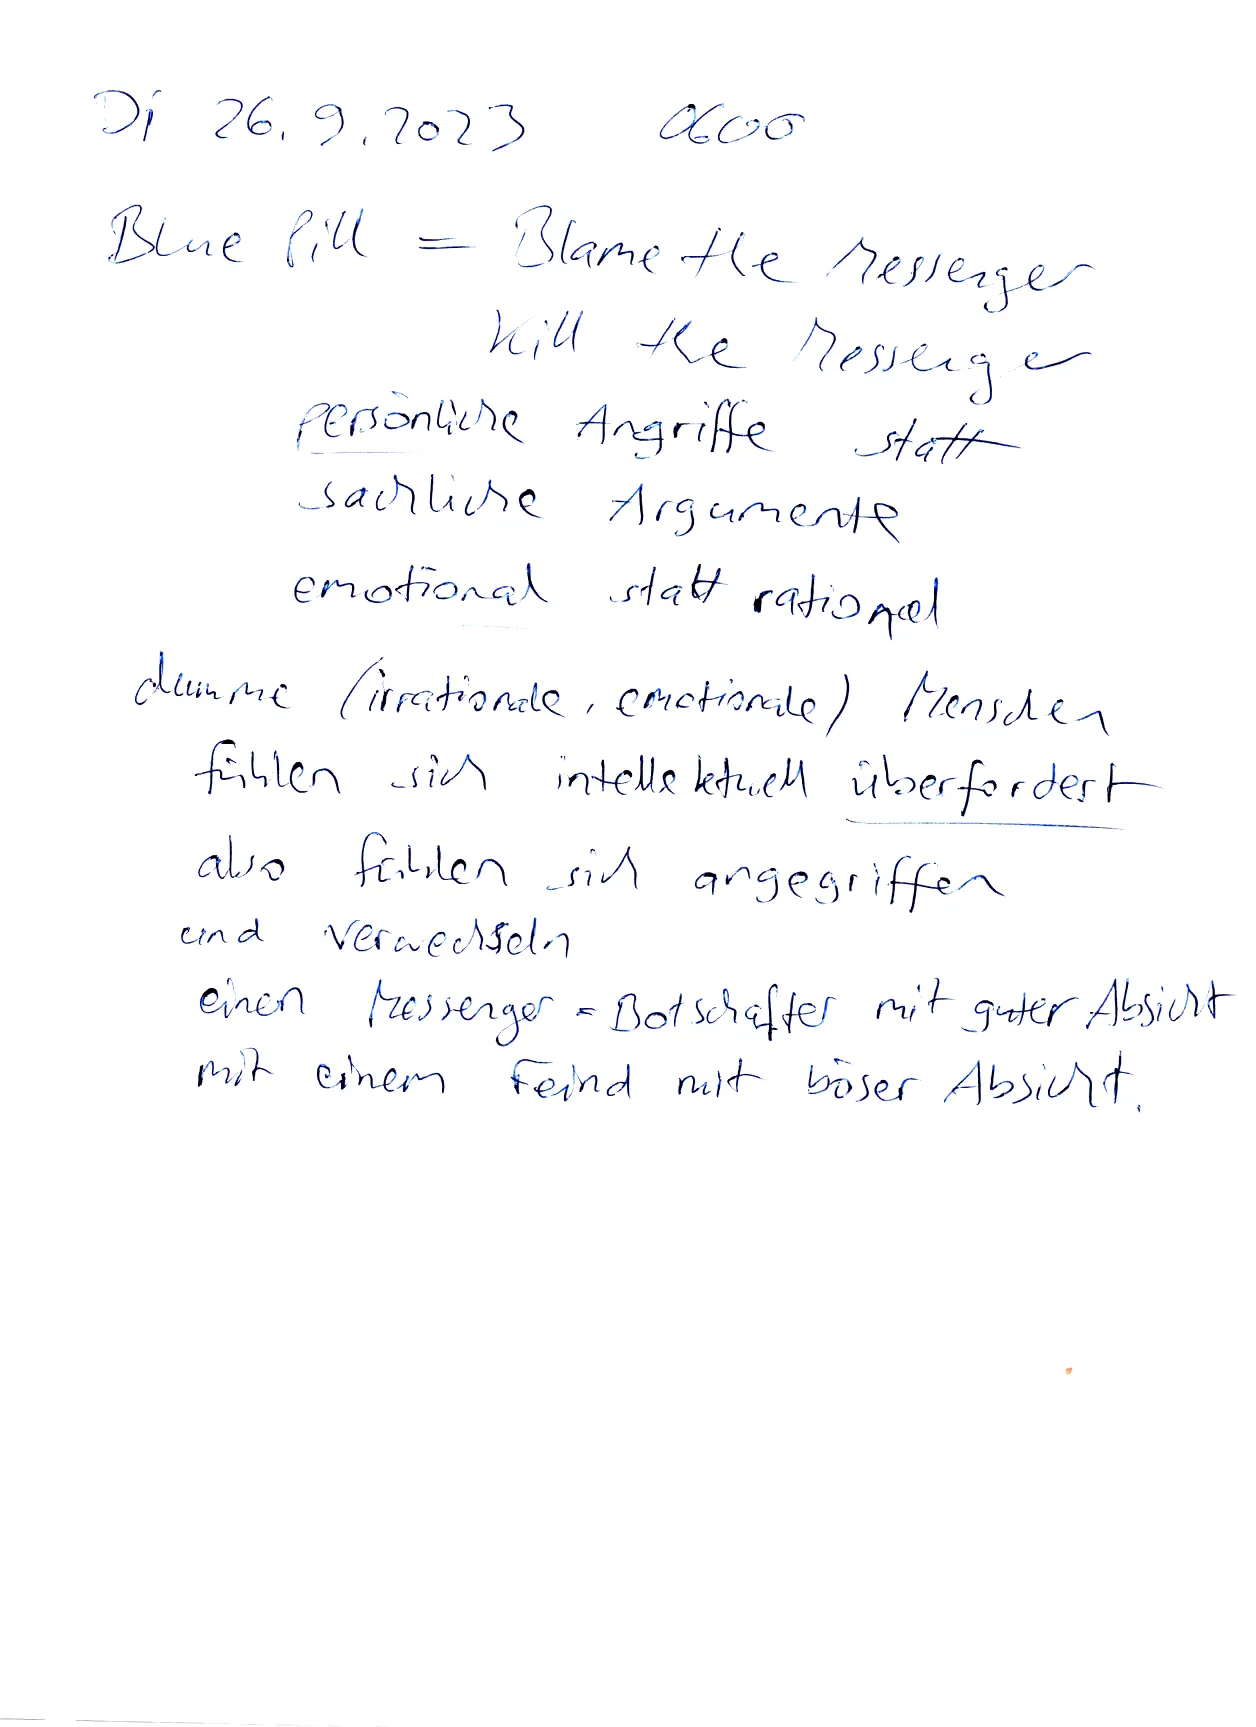 Di 26.9.2023 0600
Blue Pill = Blame the Messenger
Kill the Messenger
persönliche Angriffe statt
sachliche Argumente
emotional statt rational
dumme (irrationale, emotionale) Menschen
fühlen sich intellektuell überfordert
also fühlen sich angegriffen
und verwechseln
einen Messenger = Botschafter mit guter Absicht
mit einem Feind mit böser Absicht.